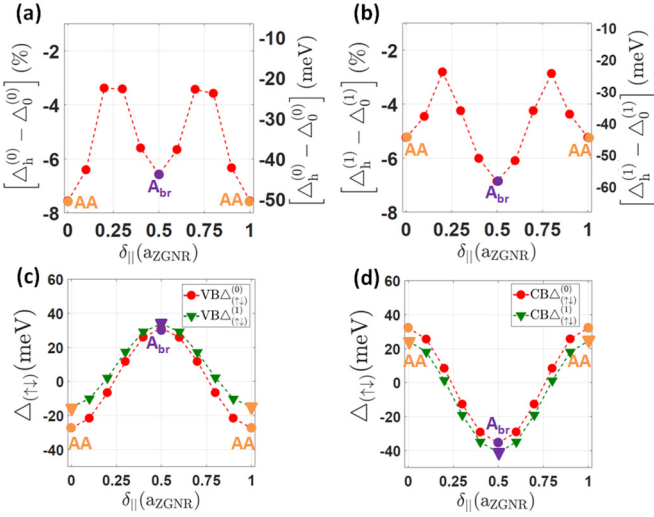 (a)
[Δ_h^(0) − Δ_0^(0)] (%)
-2
-4
-6
-8
AA
A_br
AA
0 0.25 0.5 0.75 1
δ_||(a_ZGNR)
-10
-20
-30
-40
-50
[Δ_h^(0) − Δ_0^(0)] (meV)
(b)
[Δ_h^(1) − Δ_0^(1)] (%)
-2
-4
-6
-8
AA
A_br
AA
0 0.25 0.5 0.75 1
δ_||(a_ZGNR)
-10
-20
-30
-40
-50
-60
[Δ_h^(1) − Δ_0^(1)] (meV)
(c)
Δ_(↑↓)(meV)
60
40
20
0
-20
-40
VBΔ_(↑↓)^(0)
VBΔ_(↑↓)^(1)
A_br
AA
AA
0 0.25 0.5 0.75 1
δ_||(a_ZGNR)
(d)
Δ_(↑↓)(meV)
60
40
20
0
-20
-40
CBΔ_(↑↓)^(0)
CBΔ_(↑↓)^(1)
AA
AA
A_br
0 0.25 0.5 0.75 1
δ_||(a_ZGNR)